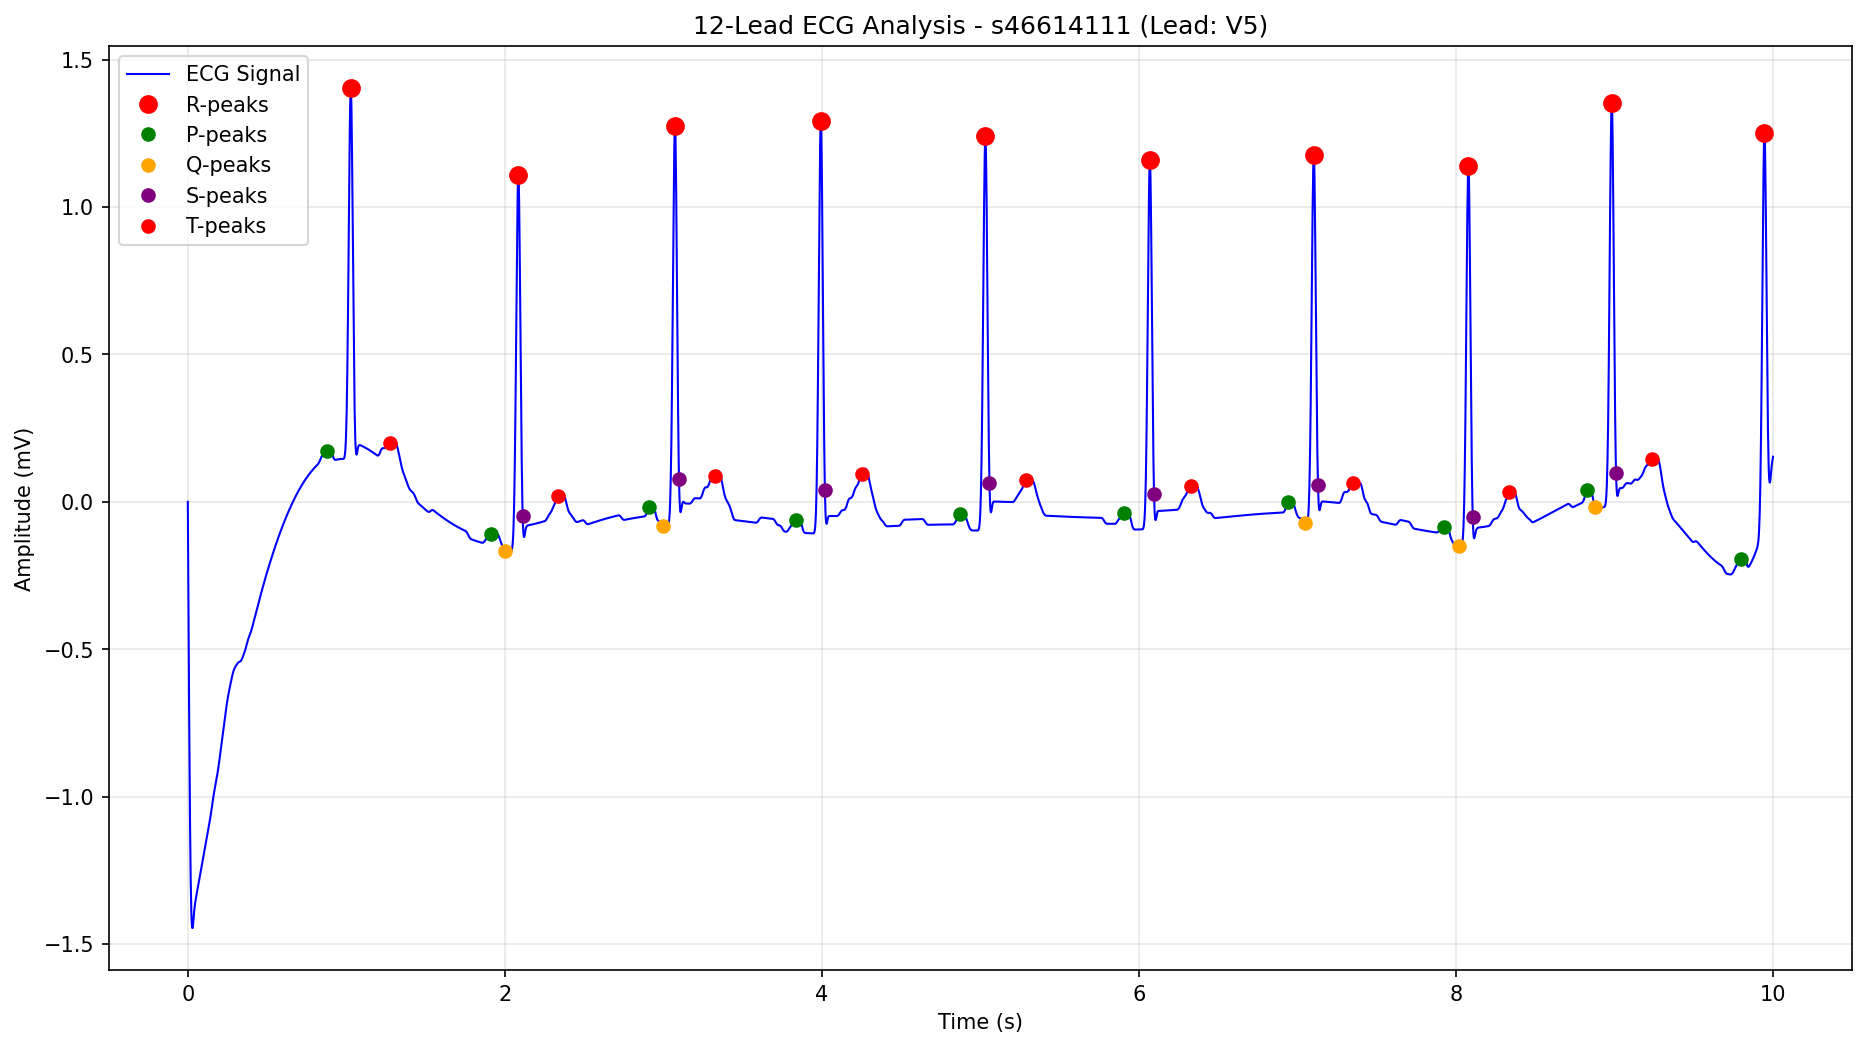 12-Lead ECG Analysis - s46614111 (Lead: V5)
ECG Signal
R-peaks
P-peaks
Q-peaks
S-peaks
T-peaks
1.5
1.0
0.5
0.0
−0.5
−1.0
−1.5
Amplitude (mV)
0 2 4 6 8 10
Time (s)